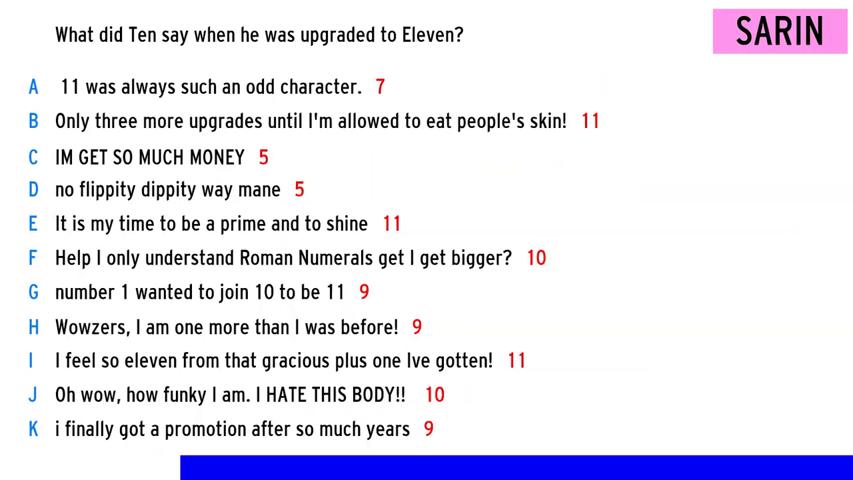 What did Ten say when he was upgraded to Eleven?
SARIN
A 11 was always such an odd character. 7
B Only three more upgrades until I'm allowed to eat people's skin! 11
C IM GET SO MUCH MONEY 5
D no flippity dippity way mane 5
E It is my time to be a prime and to shine 11
F Help I only understand Roman Numerals get I get bigger? 10
G number 1 wanted to join 10 to be 11 9
H Wowzers, I am one more than I was before! 9
I I feel so eleven from that gracious plus one Ive gotten! 11
J Oh wow, how funky I am. I HATE THIS BODY!! 10
K i finally got a promotion after so much years 9